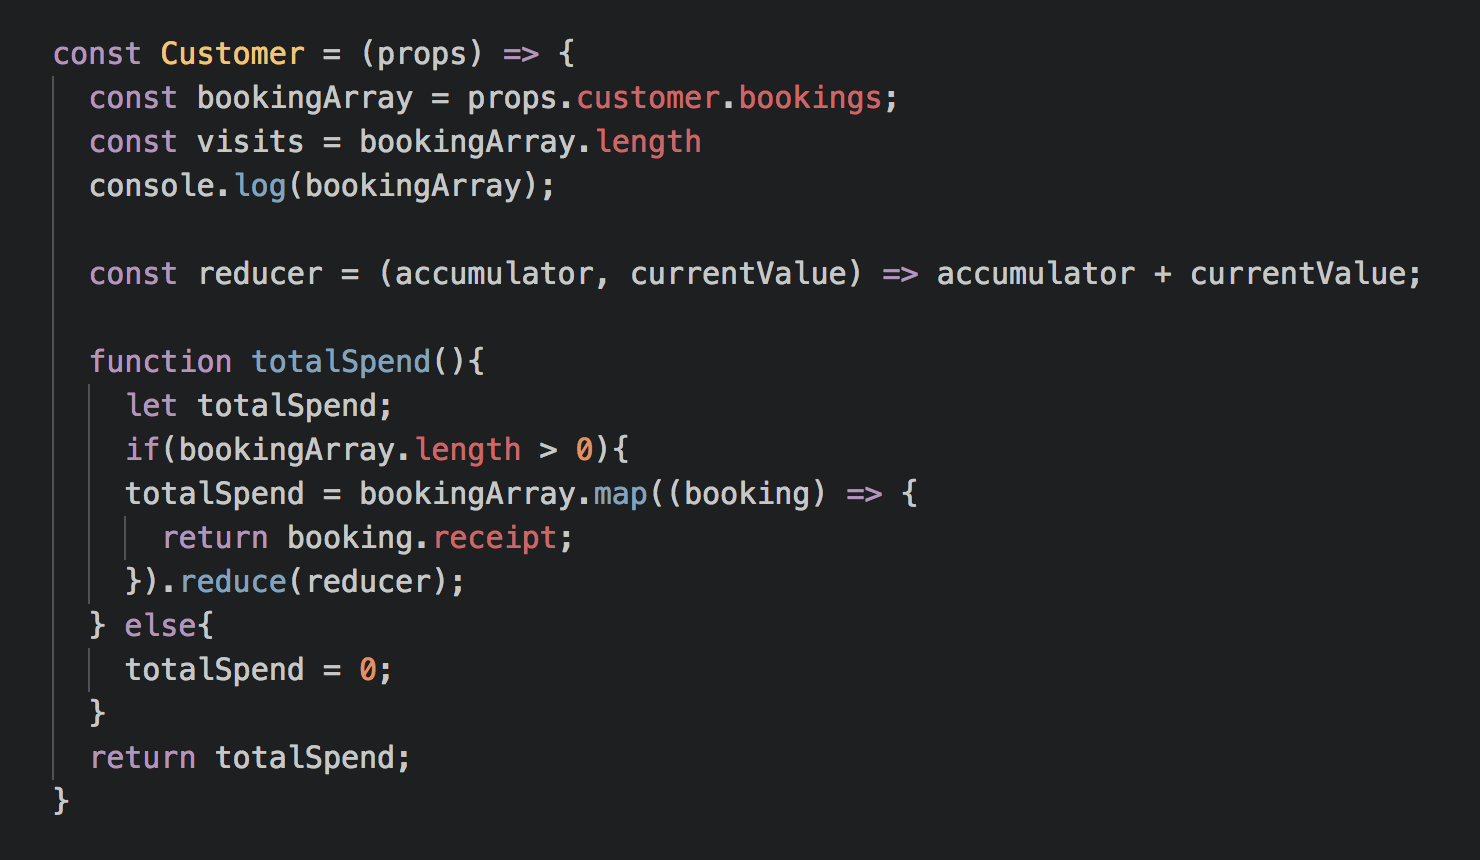 const Customer = (props) => {
  const bookingArray = props.customer.bookings;
  const visits = bookingArray.length
  console.log(bookingArray);

  const reducer = (accumulator, currentValue) => accumulator + currentValue;

  function totalSpend(){
    let totalSpend;
    if(bookingArray.length > 0){
    totalSpend = bookingArray.map((booking) => {
      return booking.receipt;
    }).reduce(reducer);
  } else{
    totalSpend = 0;
  }
  return totalSpend;
}